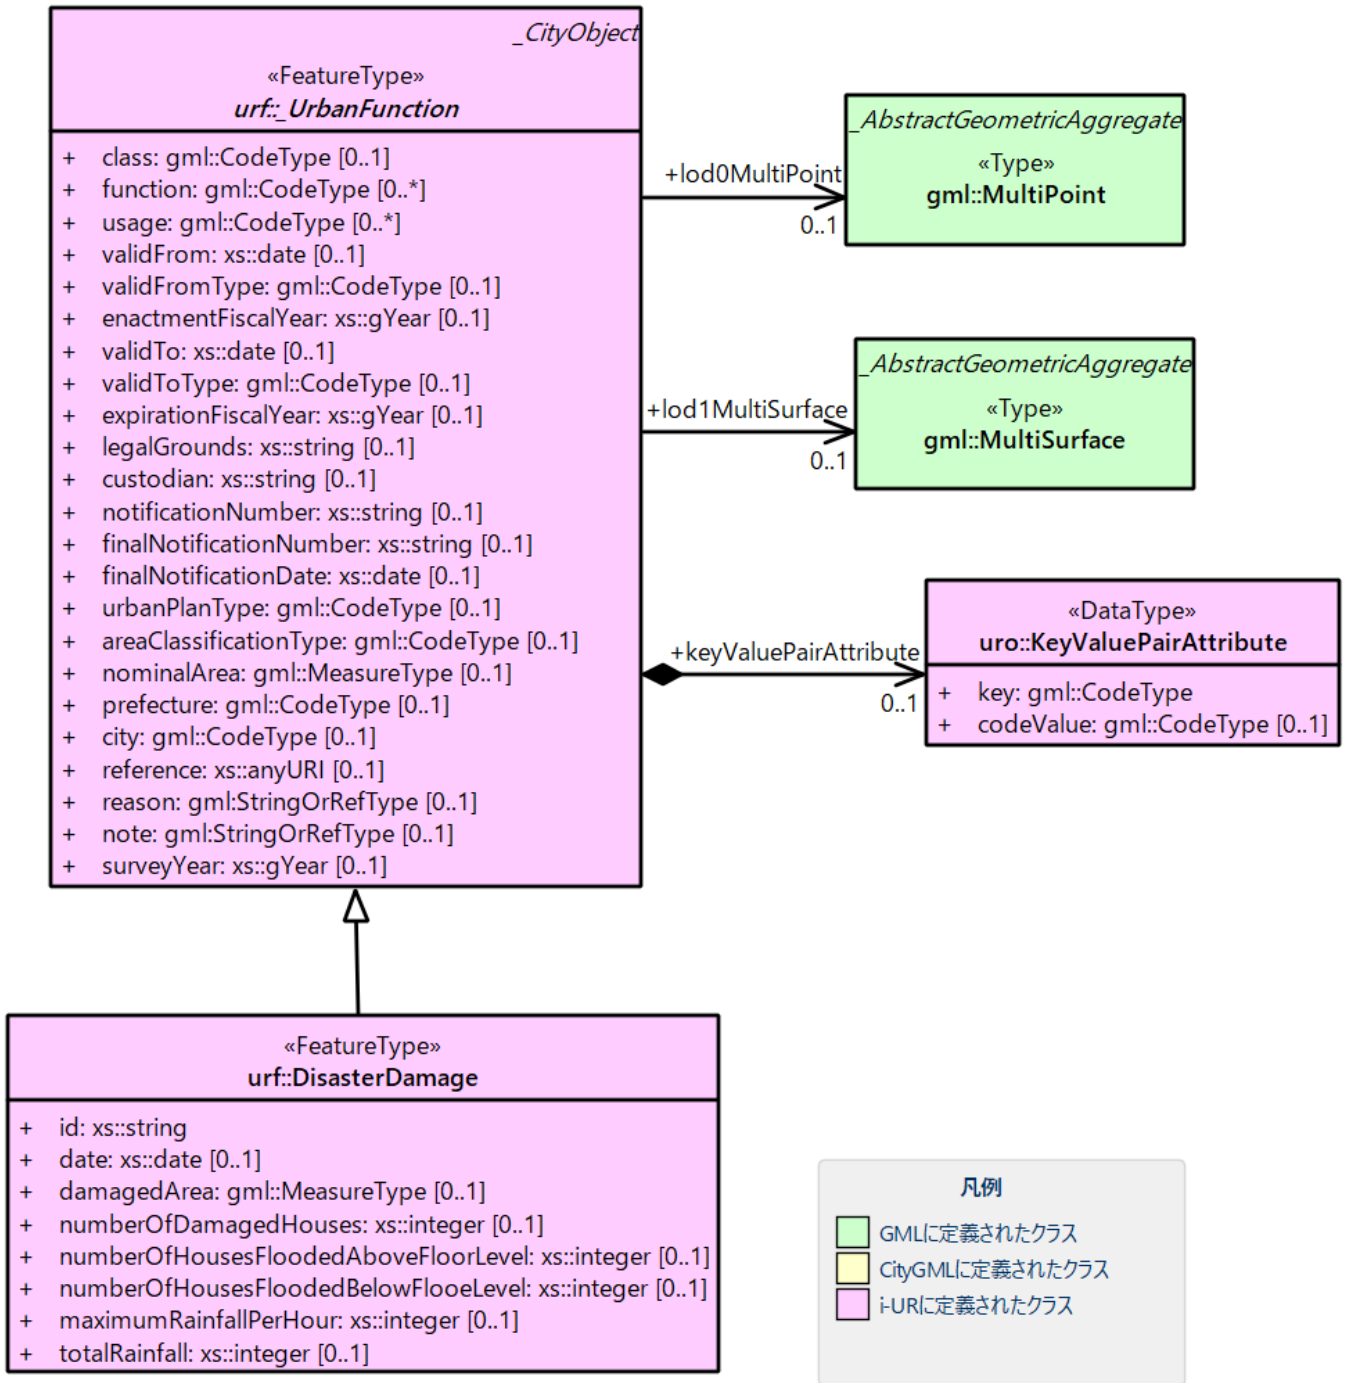 _CityObject
«FeatureType»
urf::_UrbanFunction
+ class: gml::CodeType [0..1]
+ function: gml::CodeType [0..*]
+ usage: gml::CodeType [0..*]
+ validFrom: xs::date [0..1]
+ validFromType: gml::CodeType [0..1]
+ enactmentFiscalYear: xs::gYear [0..1]
+ validTo: xs::date [0..1]
+ validToType: gml::CodeType [0..1]
+ expirationFiscalYear: xs::gYear [0..1]
+ legalGrounds: xs::string [0..1]
+ custodian: xs::string [0..1]
+ notificationNumber: xs::string [0..1]
+ finalNotificationNumber: xs::string [0..1]
+ finalNotificationDate: xs::date [0..1]
+ urbanPlanType: gml::CodeType [0..1]
+ areaClassificationType: gml::CodeType [0..1]
+ nominalArea: gml::MeasureType [0..1]
+ prefecture: gml::CodeType [0..1]
+ city: gml::CodeType [0..1]
+ reference: xs::anyURI [0..1]
+ reason: gml:StringOrRefType [0..1]
+ note: gml:StringOrRefType [0..1]
+ surveyYear: xs::gYear [0..1]
+lod0MultiPoint
0..1
_AbstractGeometricAggregate
«Type»
gml::MultiPoint
+lod1MultiSurface
0..1
_AbstractGeometricAggregate
«Type»
gml::MultiSurface
+keyValuePairAttribute
0..1
«DataType»
uro::KeyValuePairAttribute
+ key: gml::CodeType
+ codeValue: gml::CodeType [0..1]
«FeatureType»
urf::DisasterDamage
+ id: xs::string
+ date: xs::date [0..1]
+ damagedArea: gml::MeasureType [0..1]
+ numberOfDamagedHouses: xs::integer [0..1]
+ numberOfHousesFloodedAboveFloorLevel: xs::integer [0..1]
+ numberOfHousesFloodedBelowFlooeLevel: xs::integer [0..1]
+ maximumRainfallPerHour: xs::integer [0..1]
+ totalRainfall: xs::integer [0..1]
凡例
GMLに定義されたクラス
CityGMLに定義されたクラス
i-URに定義されたクラス